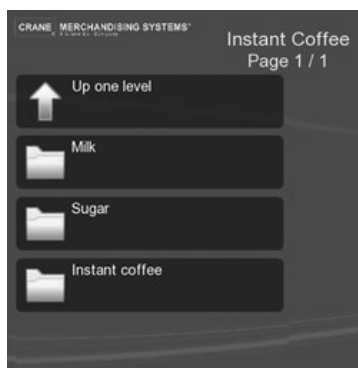 CRANE MERCHANDISING SYSTEMS
Instant Coffee
Page 1 / 1
Up one level
Milk
Sugar
Instant coffee